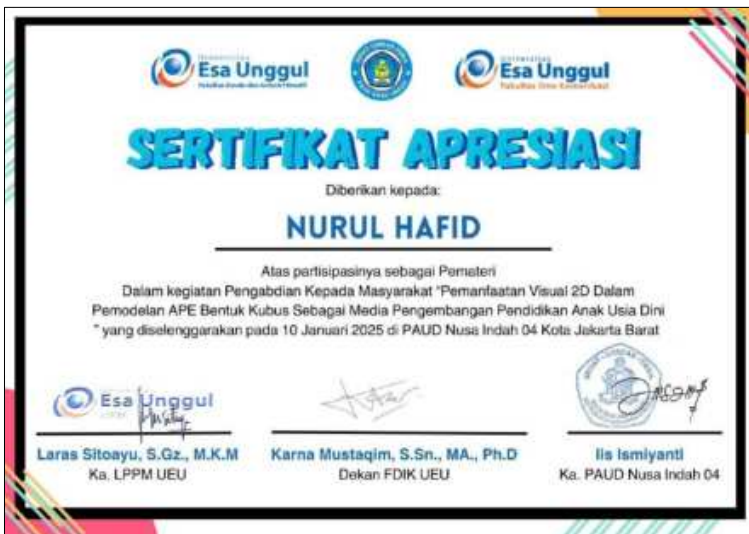 Esa Unggul
Esa Unggul
SERTIFIKAT APRESIASI
Diberikan kepada:
NURUL HAFID
Atas partisipasinya sebagai Pemateri
Dalam kegiatan Pengabdian Kepada Masyarakat "Pemanfaatan Visual 2D Dalam
Pemodelan APE Bentuk Kubus Sebagai Media Pengembangan Pendidikan Anak Usia Dini
" yang diselenggarakan pada 10 Januari 2025 di PAUD Nusa Indah 04 Kota Jakarta Barat
Esa Unggul
Laras Sitoayu, S.Gz., M.K.M
Ka. LPPM UEU
Karna Mustaqim, S.Sn., MA., Ph.D
Dekan FDIK UEU
Iis Ismiyanti
Ka. PAUD Nusa Indah 04